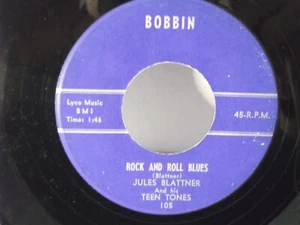 BOBBIN
Lyco Music
BMI
Time: 1:46
45-R.P.M.
ROCK AND ROLL BLUES
(Blattner)
JULES BLATTNER
And his
TEEN TONES
105